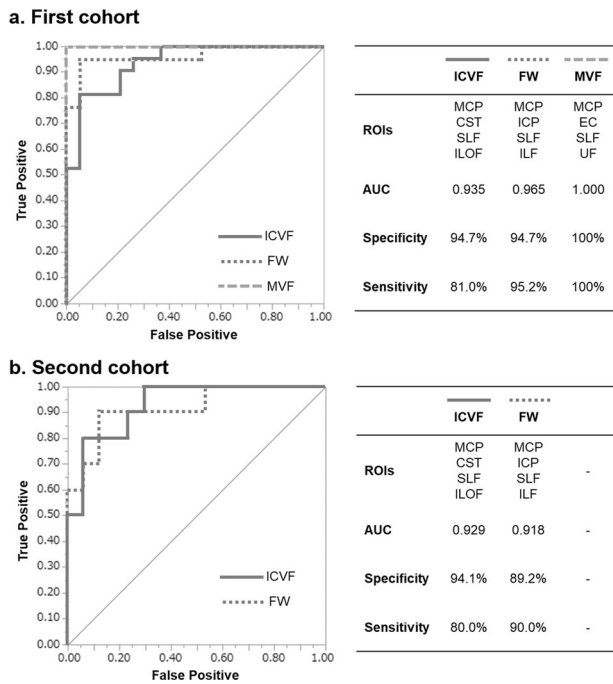 a. First cohort
True Positive
1.00
0.90
0.80
0.70
0.60
0.50
0.40
0.30
0.20
0.10
0.00
0.00 0.20 0.40 0.60 0.80 1.00
False Positive
ICVF
FW
MVF
ICVF FW MVF
ROIs
MCP MCP MCP
CST ICP EC
SLF SLF SLF
ILOF ILF UF
AUC 0.935 0.965 1.000
Specificity 94.7% 94.7% 100%
Sensitivity 81.0% 95.2% 100%
b. Second cohort
True Positive
1.00
0.90
0.80
0.70
0.60
0.50
0.40
0.30
0.20
0.10
0.00
0.00 0.20 0.40 0.60 0.80 1.00
False Positive
ICVF
FW
ICVF FW
ROIs -
MCP MCP
CST ICP
SLF SLF
ILOF ILF
AUC 0.929 0.918 -
Specificity 94.1% 89.2% -
Sensitivity 80.0% 90.0% -